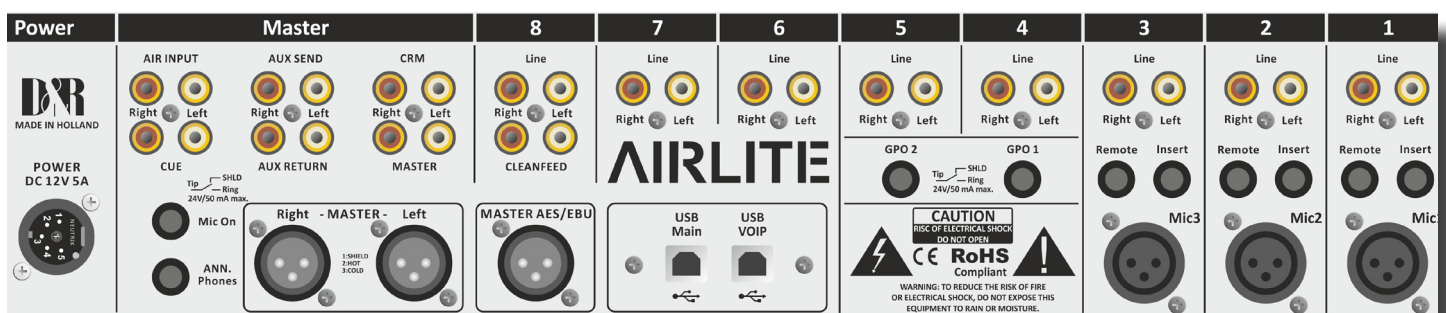 Power Master 8 7 6 5 4 3 2 1
AIR INPUT AUX SEND CRM Line Line Line Line Line Line Line Line
Right Left Right Left Right Left Right Left Right Left Right Left Right Left Right Left Right Left Right Left Right Left
D&R
MADE IN HOLLAND
CUE AUX RETURN MASTER CLEANFEED
AIRLITE
GPO 2 GPO 1
Remote Insert Remote Insert Remote Insert
POWER
DC 12V 5A
Tip SHLD
Ring
24V/50 mA max.
Tip SHLD
Ring
24V/50 mA max.
1 2 3 4 5
NEUTRIK
Mic On
ANN.
Phones
Right - MASTER - Left
1:SHIELD
2:HOT
3:COLD
MASTER AES/EBU
USB
Main
USB
VOIP
CAUTION
RISC OF ELECTRICAL SHOCK
DO NOT OPEN
CE RoHS
Compliant
WARNING: TO REDUCE THE RISK OF FIRE
OR ELECTRICAL SHOCK, DO NOT EXPOSE THIS
EQUIPMENT TO RAIN OR MOISTURE.
Mic3 Mic2 Mic